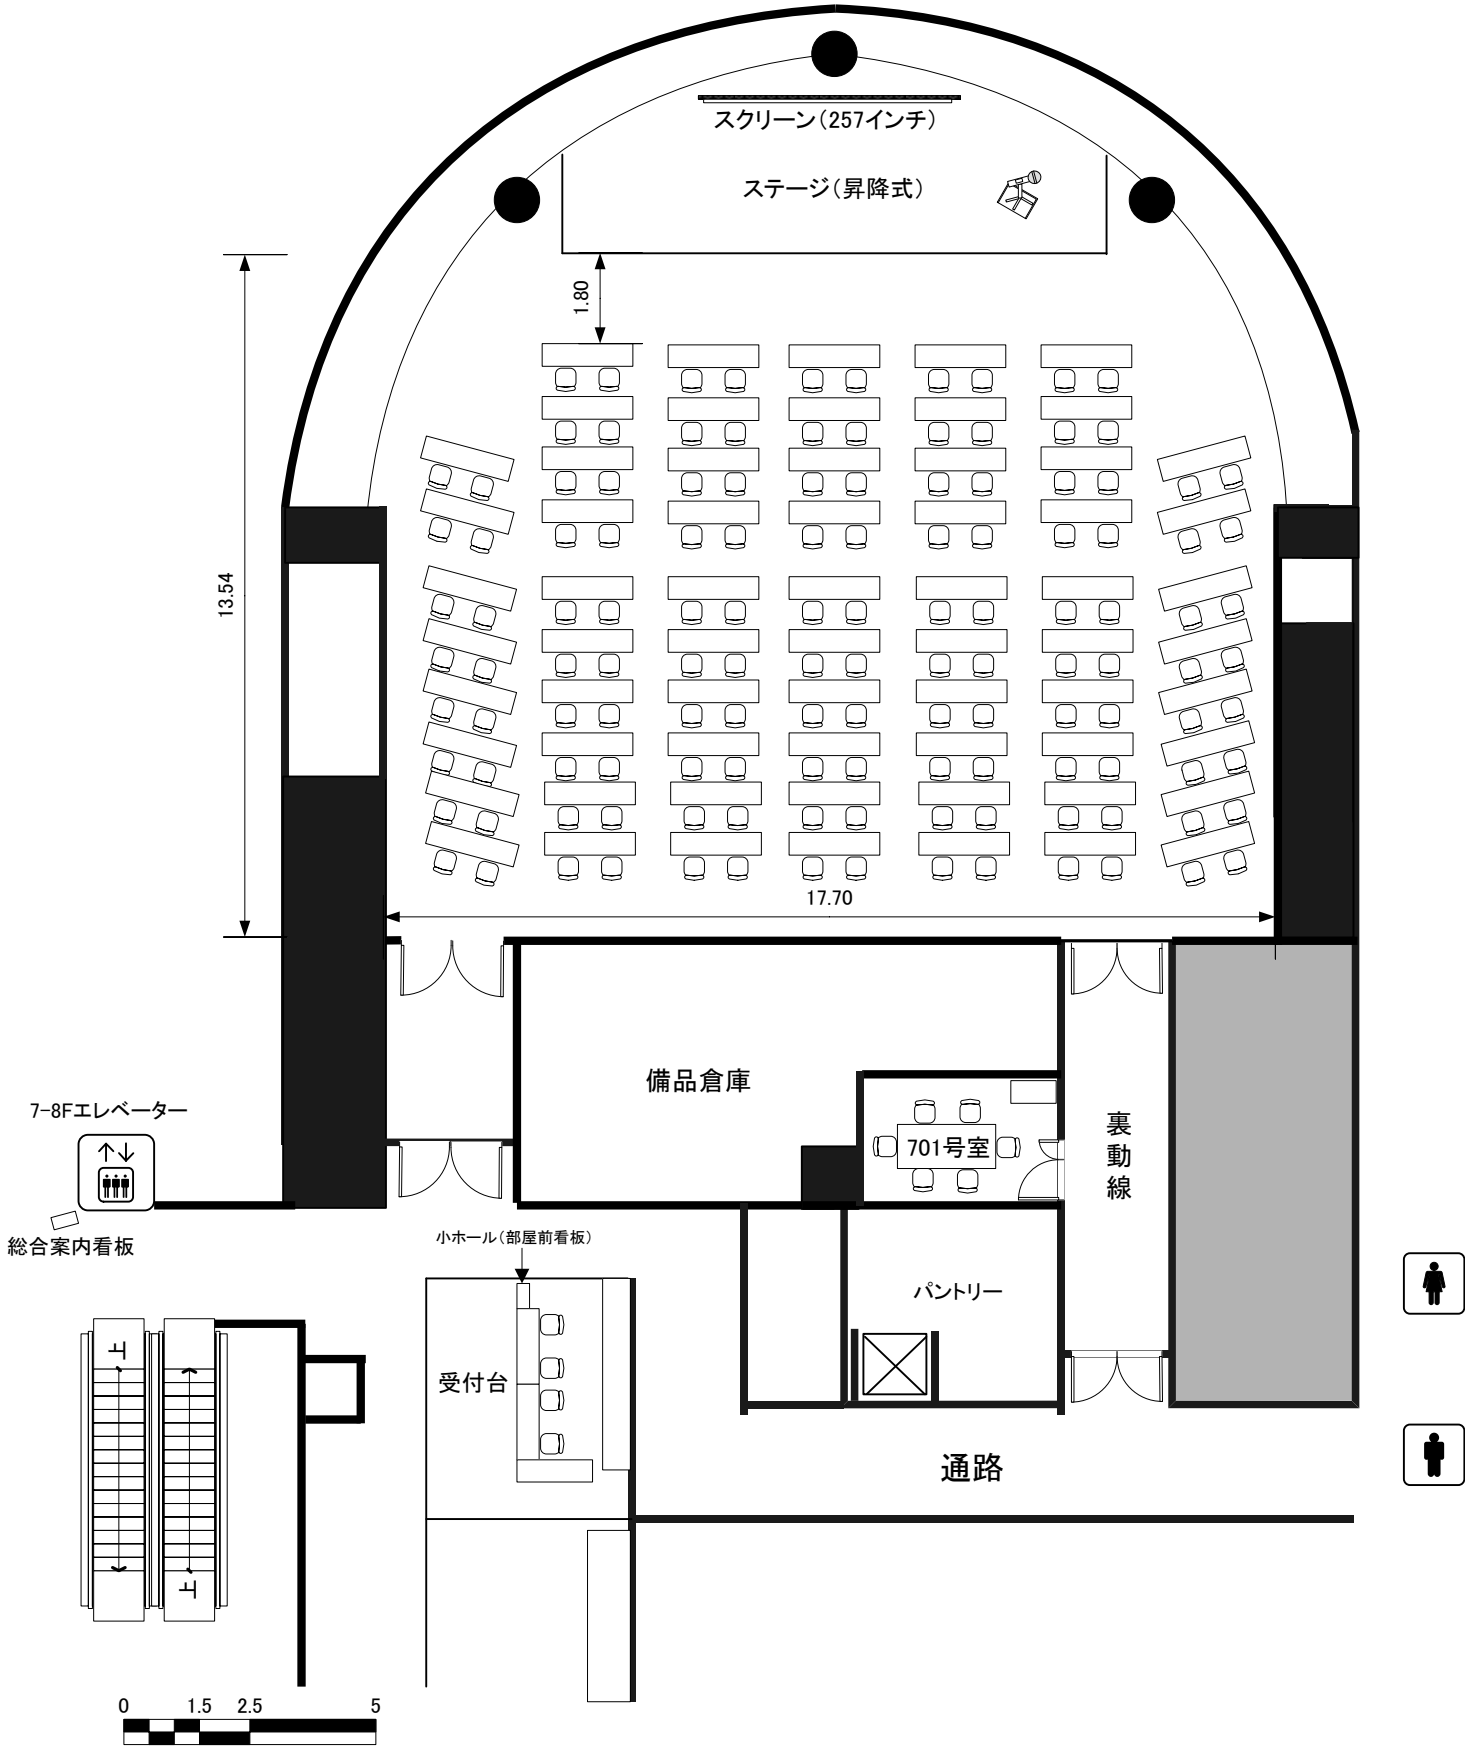 スクリーン（257インチ）
ステージ（昇降式）
1.80
13.54
17.70
備品倉庫
7-8Fエレベーター
701号室
裏動線
総合案内看板
小ホール（部屋前看板）
パントリー
上
受付台
通路
上
0 1.5 2.5 5